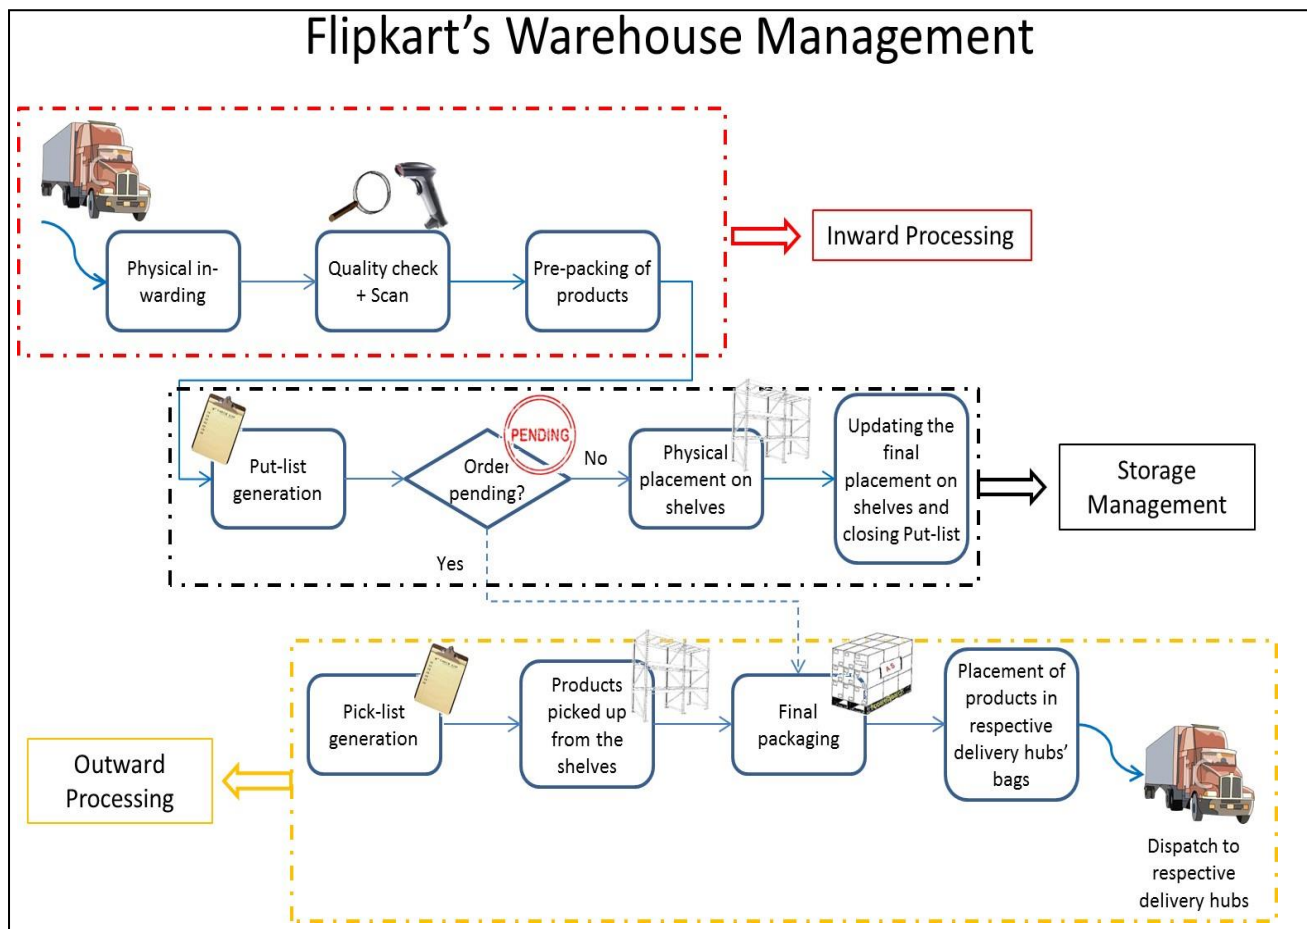 Flipkart's Warehouse Management
Physical in-
warding
Quality check
+ Scan
Pre-packing of
products
Inward Processing
Put-list
generation
Order
pending?
PENDING
No
Yes
Physical
placement on
shelves
Updating the
final
placement on
shelves and
closing Put-list
Storage
Management
Pick-list
generation
Products
picked up
from the
shelves
Final
packaging
Placement of
products in
respective
delivery hubs'
bags
Outward
Processing
Dispatch to
respective
delivery hubs